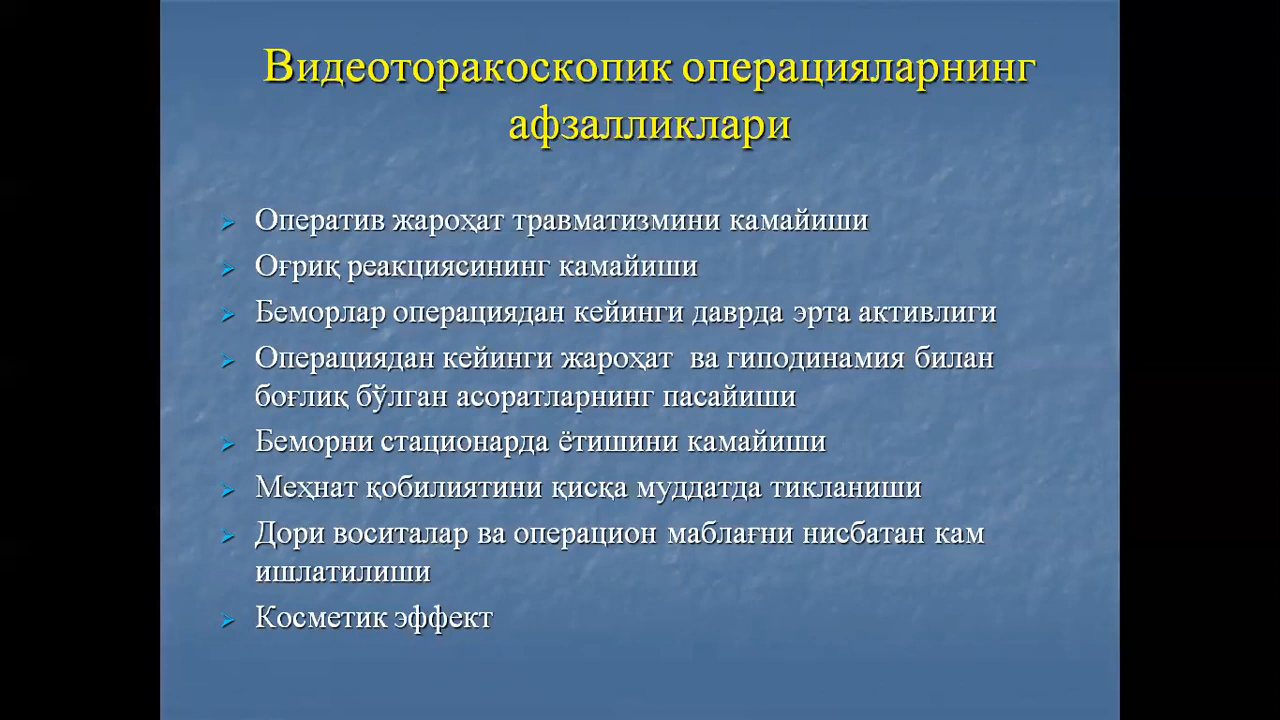 Видеоторакоскопик операцияларнинг
афзалликлари
Оператив жароҳат травматизмини камайиши
Оғриқ реакциясининг камайиши
Беморлар операциядан кейинги даврда эрта активлиги
Операциядан кейинги жароҳат ва гиподинамия билан
боғлиқ бўлган асоратларнинг пасайиши
Беморни стационарда ётишини камайиши
Меҳнат қобилиятини қисқа муддатда тикланиши
Дори воситалар ва операцион маблағни нисбатан кам
ишлатилиши
Косметик эффект